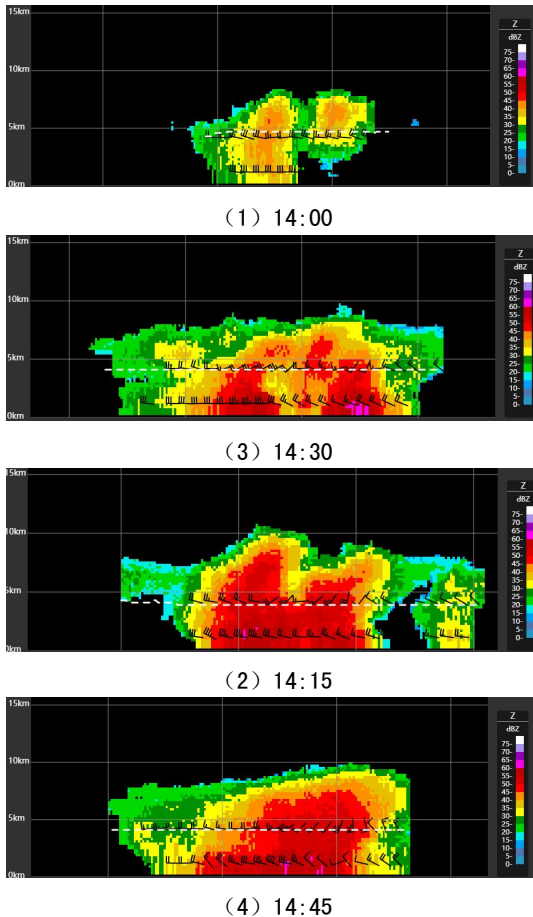 15km
10km
5km
0km
Z
dBZ
75-
70-
65-
60-
55-
50-
45-
40-
35-
30-
25-
20-
15-
10-
5-
0-
（1）14:00
15km
10km
5km
0km
Z
dBZ
75-
70-
65-
60-
55-
50-
45-
40-
35-
30-
25-
20-
15-
10-
5-
0-
（3）14:30
15km
10km
5km
0km
Z
dBZ
75-
70-
65-
60-
55-
50-
45-
40-
35-
30-
25-
20-
15-
10-
5-
0-
（2）14:15
15km
10km
5km
0km
Z
dBZ
75-
70-
65-
60-
55-
50-
45-
40-
35-
30-
25-
20-
15-
10-
5-
0-
（4）14:45